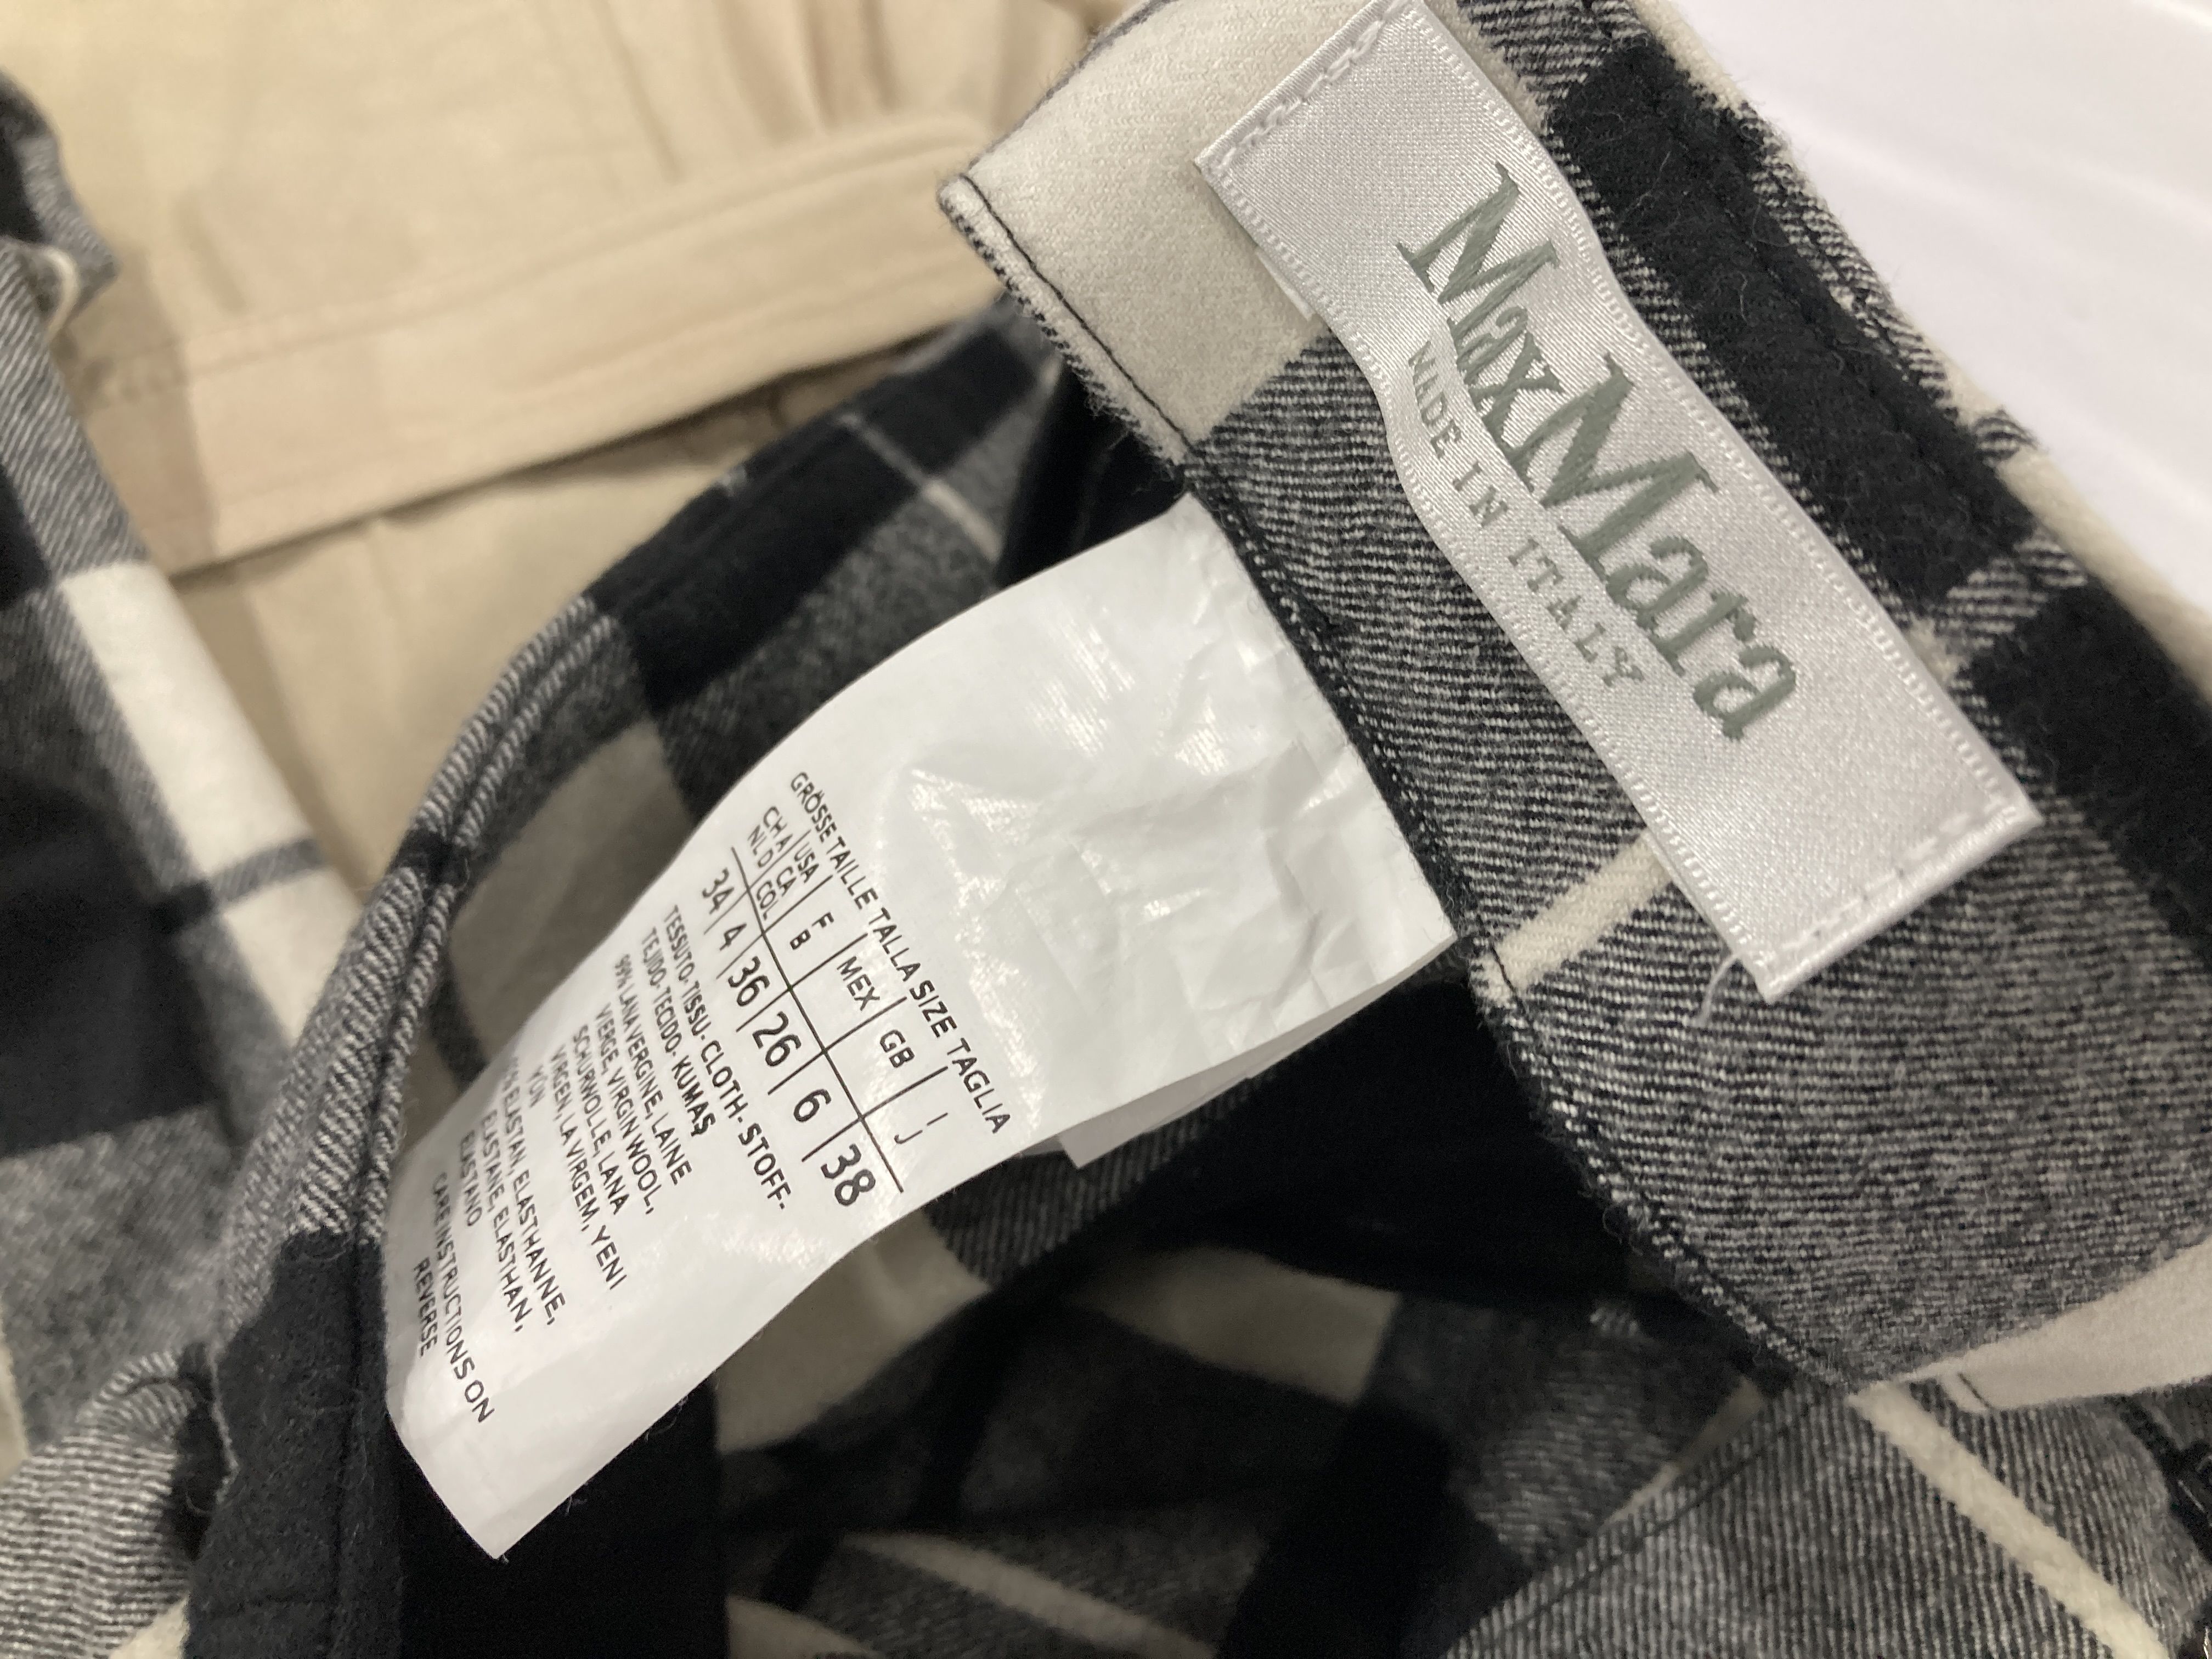 MaxMara
MADE IN ITALY
GRÖSSE TAILLE TALLA SIZE TAGLIA
CH A USA F MEX GB I
NL D CA B J
COL
34 4 36 26 6 38
TESSUTO- TISSU- CLOTH- STOFF-
TEJIDO- TECIDO- KUMAŞ
99% LANA VERGINE, LAINE
VIERGE, VIRGIN WOOL,
SCHURWOLLE, LANA
VIRGEN, LA VIRGEM, YENI
YÜN
ELASTAN, ELASTHANNE,
ELASTANE, ELASTHAN,
ELASTANO
CARE INSTRUCTIONS ON
REVERSE